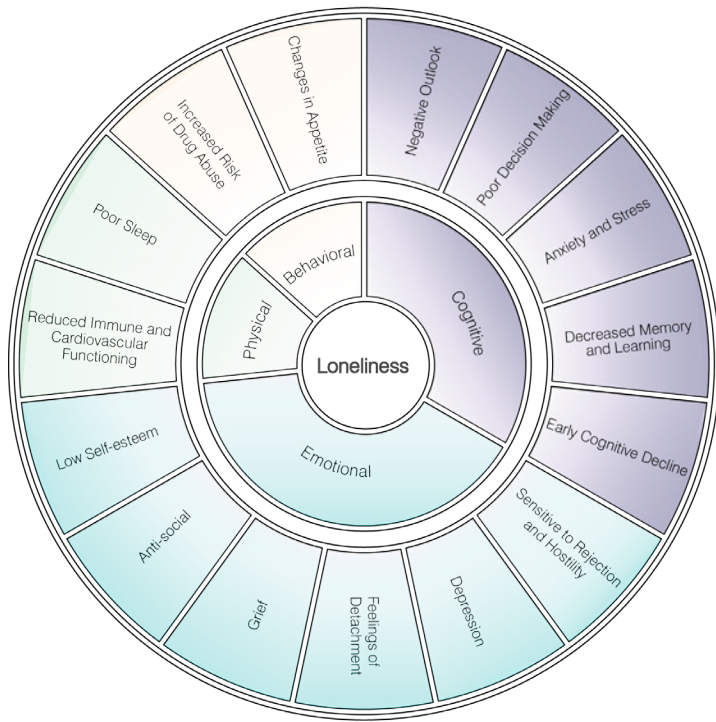 Loneliness
Cognitive
Emotional
Physical
Behavioral
Negative Outlook
Poor Decision Making
Anxiety and Stress
Decreased Memory
and Learning
Early Cognitive Decline
Sensitive to Rejection
and Hostility
Depression
Feelings of
Detachment
Grief
Anti-social
Low Self-esteem
Reduced Immune and
Cardiovascular
Functioning
Poor Sleep
Increased Risk
of Drug Abuse
Changes in Appetite